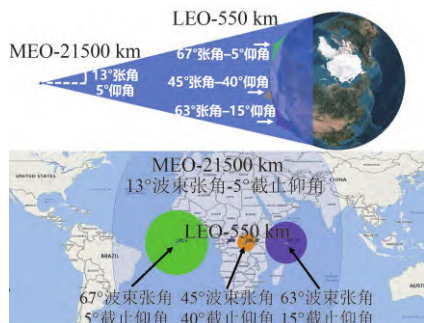 LEO-550 km
MEO-21500 km
67°张角–5°仰角
13°张角
5°仰角
45°张角–40°仰角
63°张角–15°仰角
UNITED STATES
CHINA
MEO-21500 km
13°波束张角-5°截止仰角
LEO-550 km
BRAZIL
67°波束张角 45°波束张角 63°波束张角
5°截止仰角 40°截止仰角 15°截止仰角